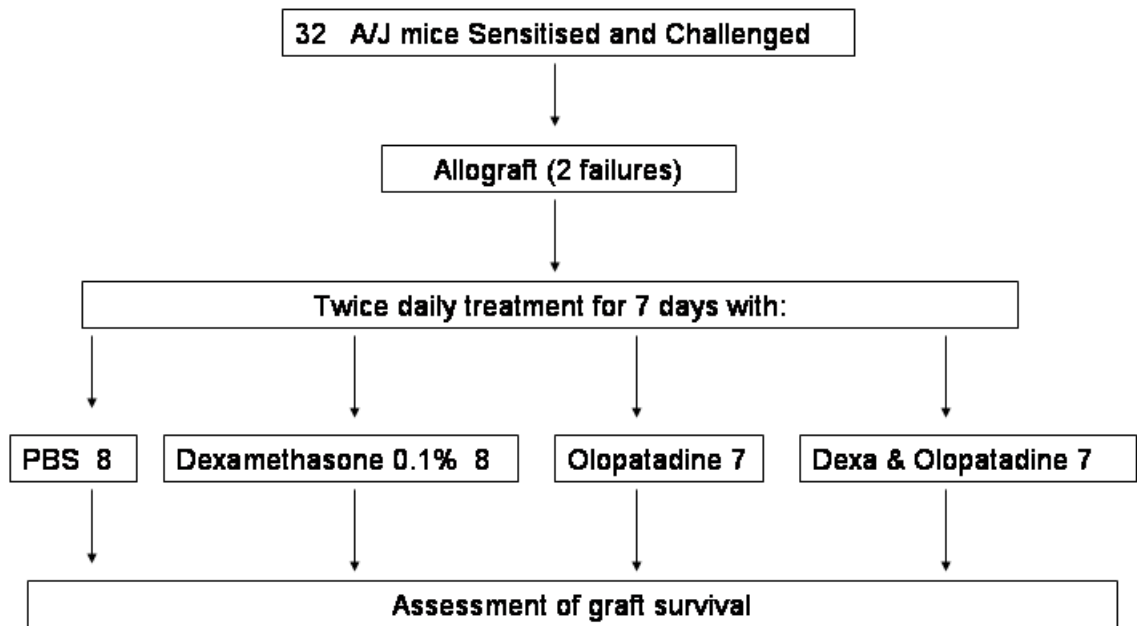 32 A/J mice Sensitised and Challenged
Allograft (2 failures)
Twice daily treatment for 7 days with:
PBS 8
Dexamethasone 0.1% 8
Olopatadine 7
Dexa & Olopatadine 7
Assessment of graft survival